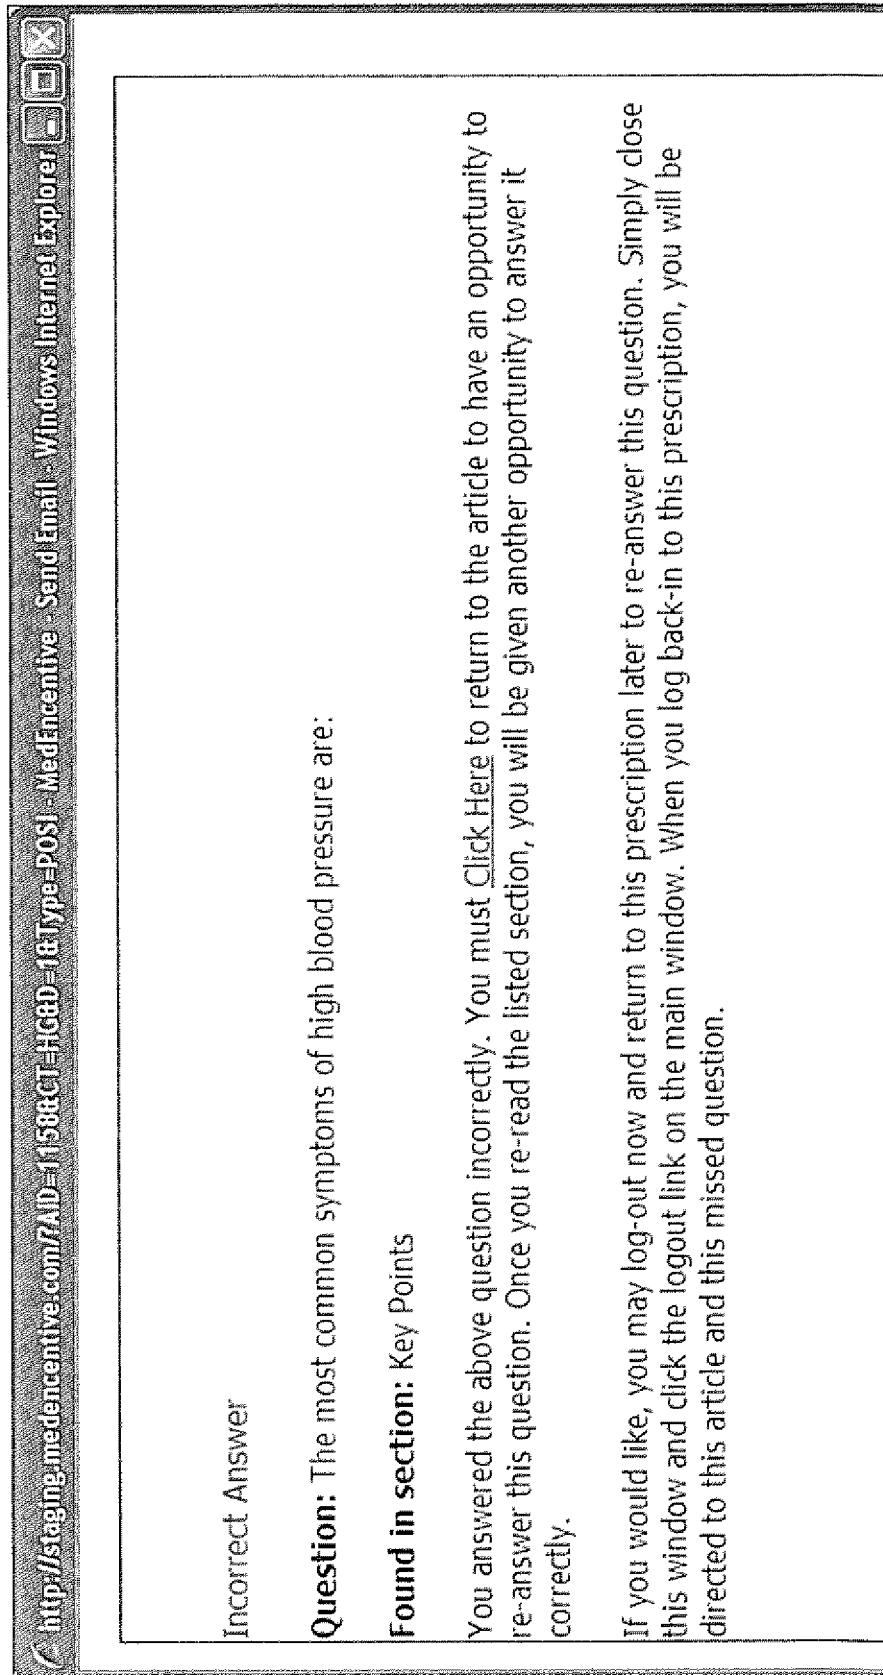 http://staging.medencentive.com/?AID=1158&CT=HGBD=1&Type=POSI - MedEncentive - Send Email - Windows Internet Explorer
Incorrect Answer
Question: The most common symptoms of high blood pressure are:
Found in section: Key Points
You answered the above question incorrectly. You must Click Here to return to the article to have an opportunity to
re-answer this question. Once you re-read the listed section, you will be given another opportunity to answer it
correctly.
If you would like, you may log-out now and return to this prescription later to re-answer this question. Simply close
this window and click the logout link on the main window. When you log back-in to this prescription, you will be
directed to this article and this missed question.